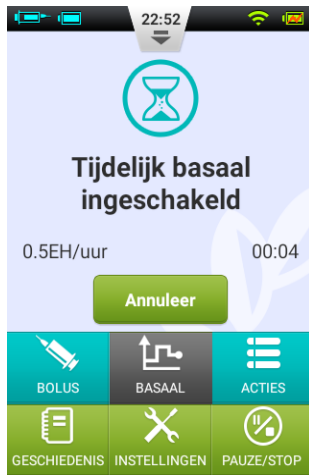 22:52
Tijdelijk basaal
ingeschakeld
0.5EH/uur 00:04
Annuleer
BOLUS BASAAL ACTIES
GESCHIEDENIS INSTELLINGEN PAUZE/STOP